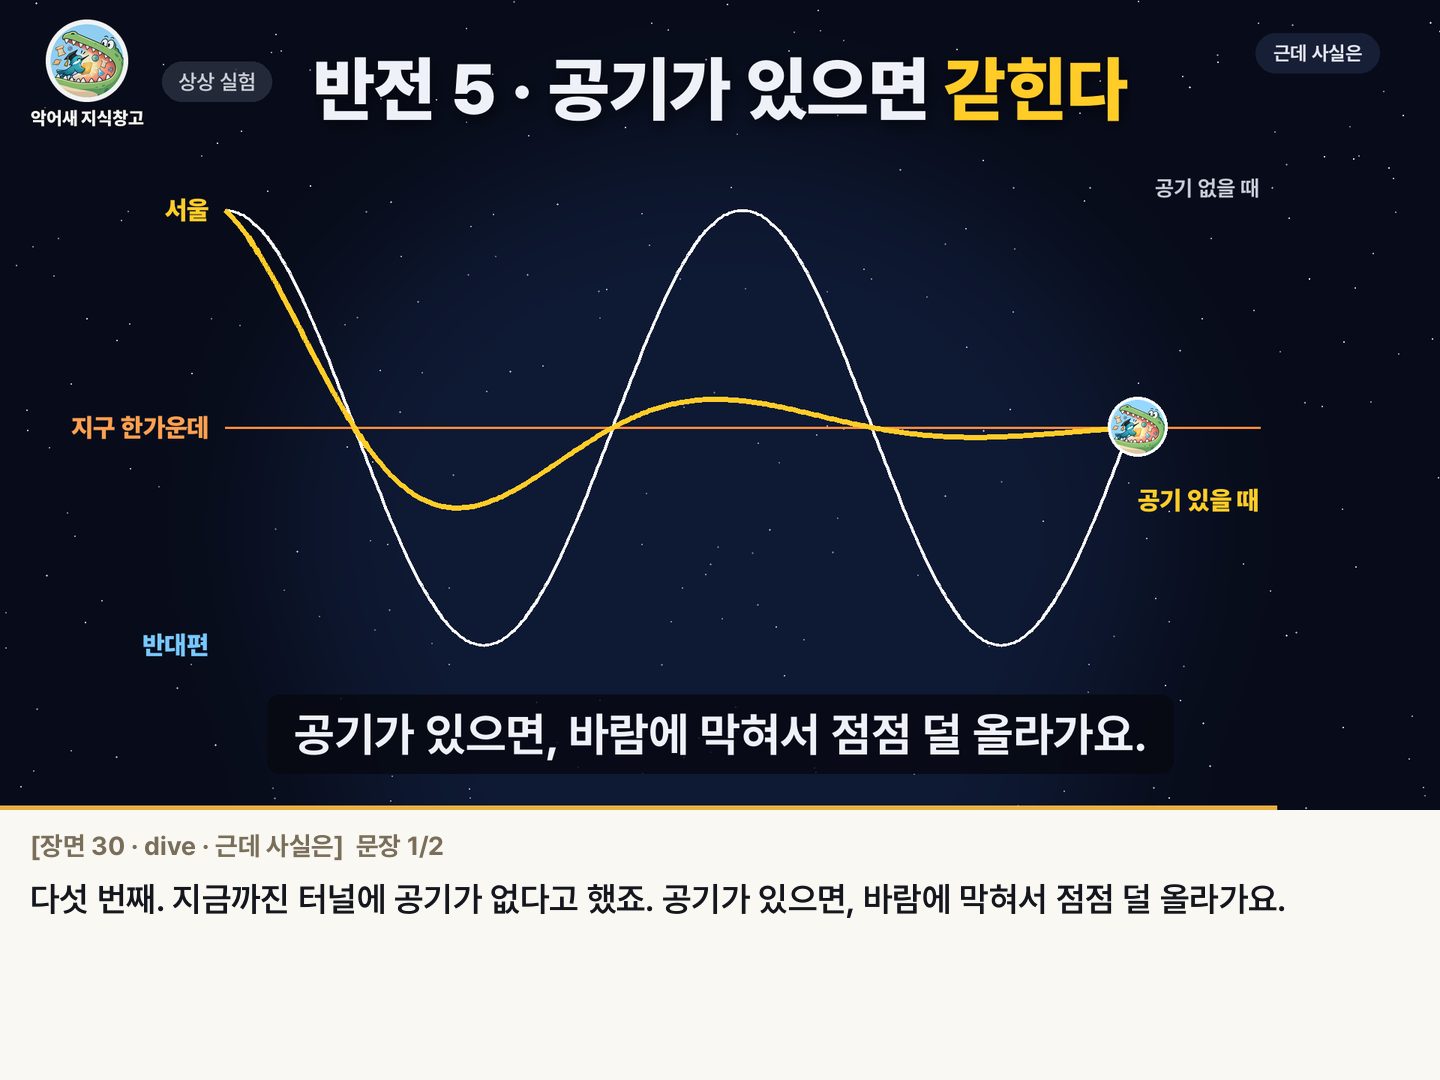 악어새 지식창고
상상 실험
반전 5 · 공기가 있으면 갇힌다
근데 사실은
공기 없을 때
서울
지구 한가운데
공기 있을 때
반대편
공기가 있으면, 바람에 막혀서 점점 덜 올라가요.
[장면 30 · dive · 근데 사실은] 문장 1/2
다섯 번째. 지금까진 터널에 공기가 없다고 했죠. 공기가 있으면, 바람에 막혀서 점점 덜 올라가요.